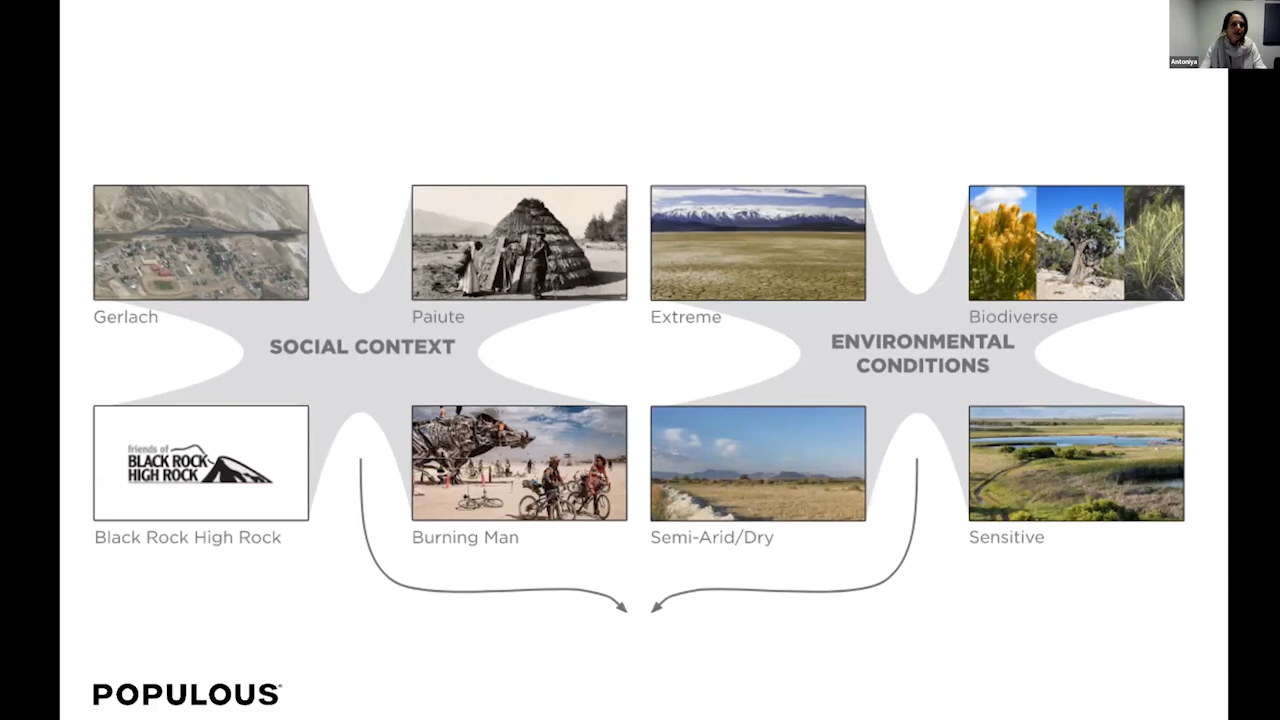 Antoniya
Gerlach
Paiute
Extreme
Biodiverse
SOCIAL CONTEXT
ENVIRONMENTAL
CONDITIONS
friends of
BLACK ROCK
HIGH ROCK
Black Rock High Rock
Burning Man
Semi-Arid/Dry
Sensitive
POPULOUS